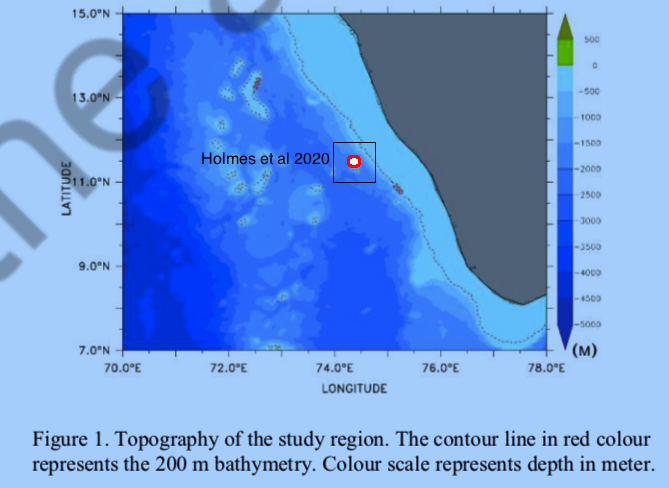 15.0°N
13.0°N
Holmes et al 2020
11.0°N
9.0°N
7.0°N
LATITUDE
70.0°E 72.0°E 74.0°E 76.0°E 78.0°E
LONGITUDE
500
0
-500
-1000
-1500
-2000
-2500
-3000
-3500
-4000
-4500
-5000
(M)
Figure 1. Topography of the study region. The contour line in red colour
represents the 200 m bathymetry. Colour scale represents depth in meter.